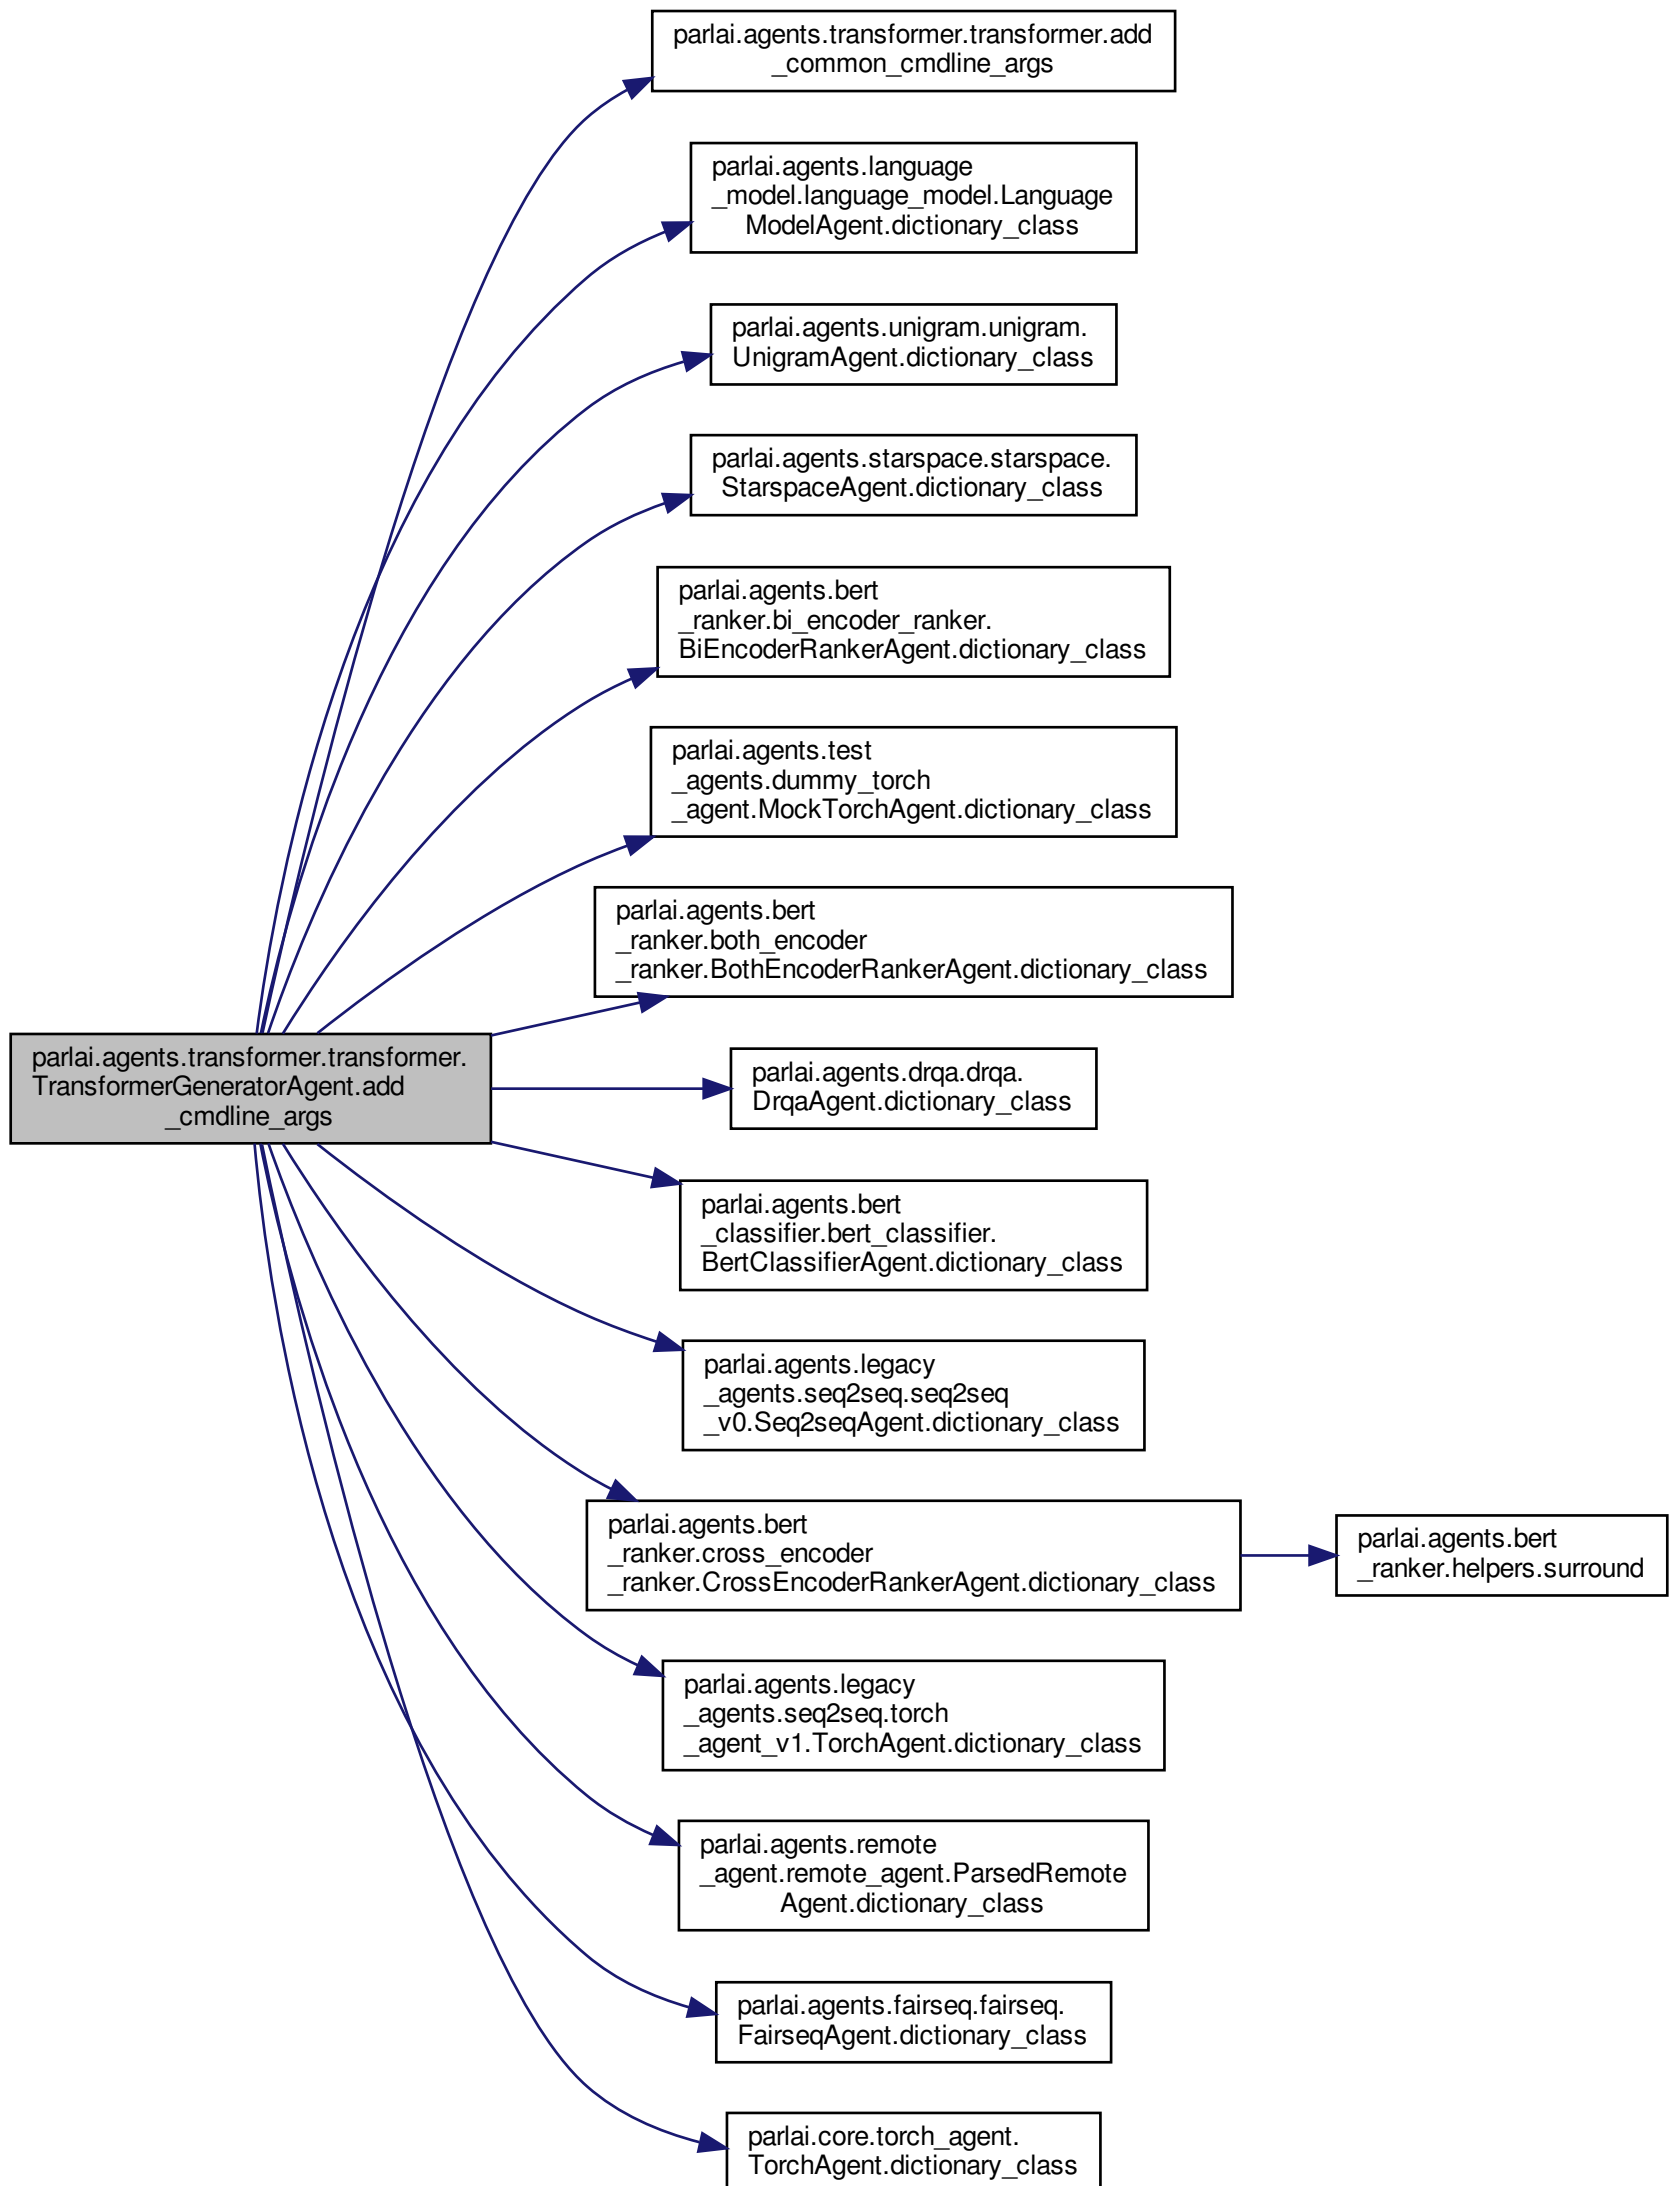 parlai.agents.transformer.transformer.add
_common_cmdline_args
parlai.agents.language
_model.language_model.Language
ModelAgent.dictionary_class
parlai.agents.unigram.unigram.
UnigramAgent.dictionary_class
parlai.agents.starspace.starspace.
StarspaceAgent.dictionary_class
parlai.agents.bert
_ranker.bi_encoder_ranker.
BiEncoderRankerAgent.dictionary_class
parlai.agents.test
_agents.dummy_torch
_agent.MockTorchAgent.dictionary_class
parlai.agents.bert
_ranker.both_encoder
_ranker.BothEncoderRankerAgent.dictionary_class
parlai.agents.transformer.transformer.
TransformerGeneratorAgent.add
_cmdline_args
parlai.agents.drqa.drqa.
DrqaAgent.dictionary_class
parlai.agents.bert
_classifier.bert_classifier.
BertClassifierAgent.dictionary_class
parlai.agents.legacy
_agents.seq2seq.seq2seq
_v0.Seq2seqAgent.dictionary_class
parlai.agents.bert
_ranker.cross_encoder
_ranker.CrossEncoderRankerAgent.dictionary_class
parlai.agents.bert
_ranker.helpers.surround
parlai.agents.legacy
_agents.seq2seq.torch
_agent_v1.TorchAgent.dictionary_class
parlai.agents.remote
_agent.remote_agent.ParsedRemote
Agent.dictionary_class
parlai.agents.fairseq.fairseq.
FairseqAgent.dictionary_class
parlai.core.torch_agent.
TorchAgent.dictionary_class